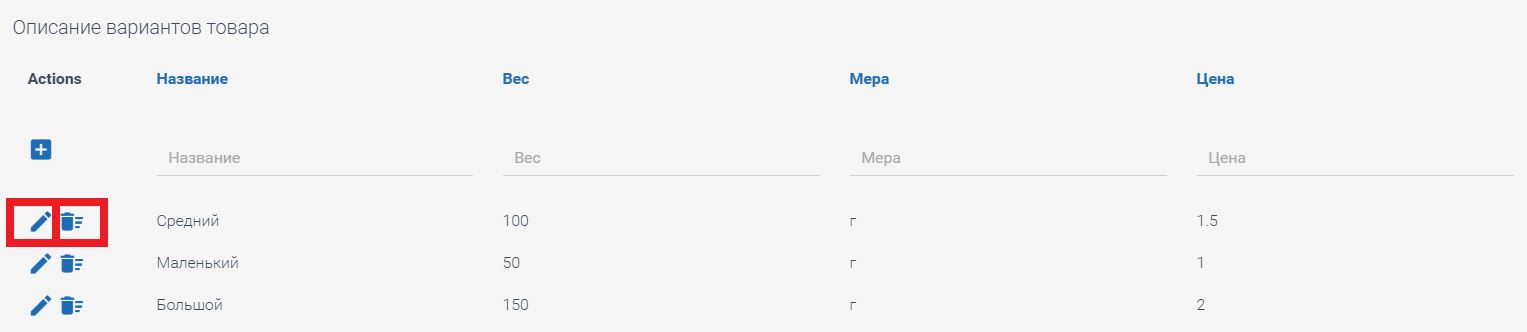 Описание вариантов товара
Actions Название Вес Мера Цена
Название Вес Мера Цена
Средний 100 г 1.5
Маленький 50 г 1
Большой 150 г 2